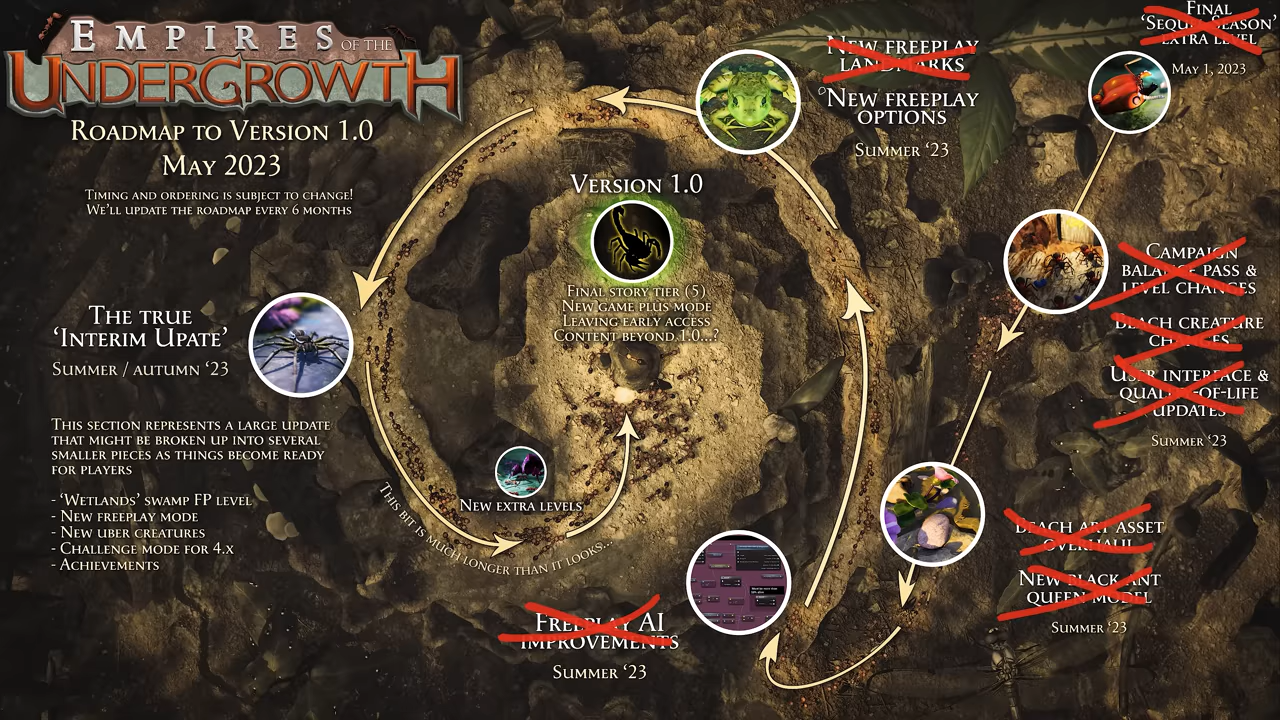 EMPIRES OF THE
UNDERGROWTH
ROADMAP TO VERSION 1.0
MAY 2023
TIMING AND ORDERING IS SUBJECT TO CHANGE!
WE'LL UPDATE THE ROADMAP EVERY 6 MONTHS
FINAL
'SEQUEL SEASON'
EXTRA LEVEL
MAY 1, 2023
CAMPAIGN
BALANCE PASS &
LEVEL CHANGES
BEACH CREATURE
CHANGES
USER INTERFACE &
QUALITY-OF-LIFE
UPDATES
SUMMER '23
BEACH ART ASSET
OVERHAUL
NEW BLACK ANT
QUEEN MODEL
SUMMER '23
FREEPLAY AI
IMPROVEMENTS
SUMMER '23
NEW FREEPLAY
LANDMARKS
NEW FREEPLAY
OPTIONS
SUMMER '23
THE TRUE
'INTERIM UPATE'
SUMMER / AUTUMN '23
THIS SECTION REPRESENTS A LARGE UPDATE
THAT MIGHT BE BROKEN UP INTO SEVERAL
SMALLER PIECES AS THINGS BECOME READY
FOR PLAYERS
- 'WETLANDS' SWAMP FP LEVEL
- NEW FREEPLAY MODE
- NEW UBER CREATURES
- CHALLENGE MODE FOR 4.X
- ACHIEVEMENTS
THIS BIT IS MUCH LONGER THAN IT LOOKS...
NEW EXTRA LEVELS
VERSION 1.0
FINAL STORY TIER (5)
NEW GAME PLUS MODE
LEAVING EARLY ACCESS
CONTENT BEYOND 1.0...?